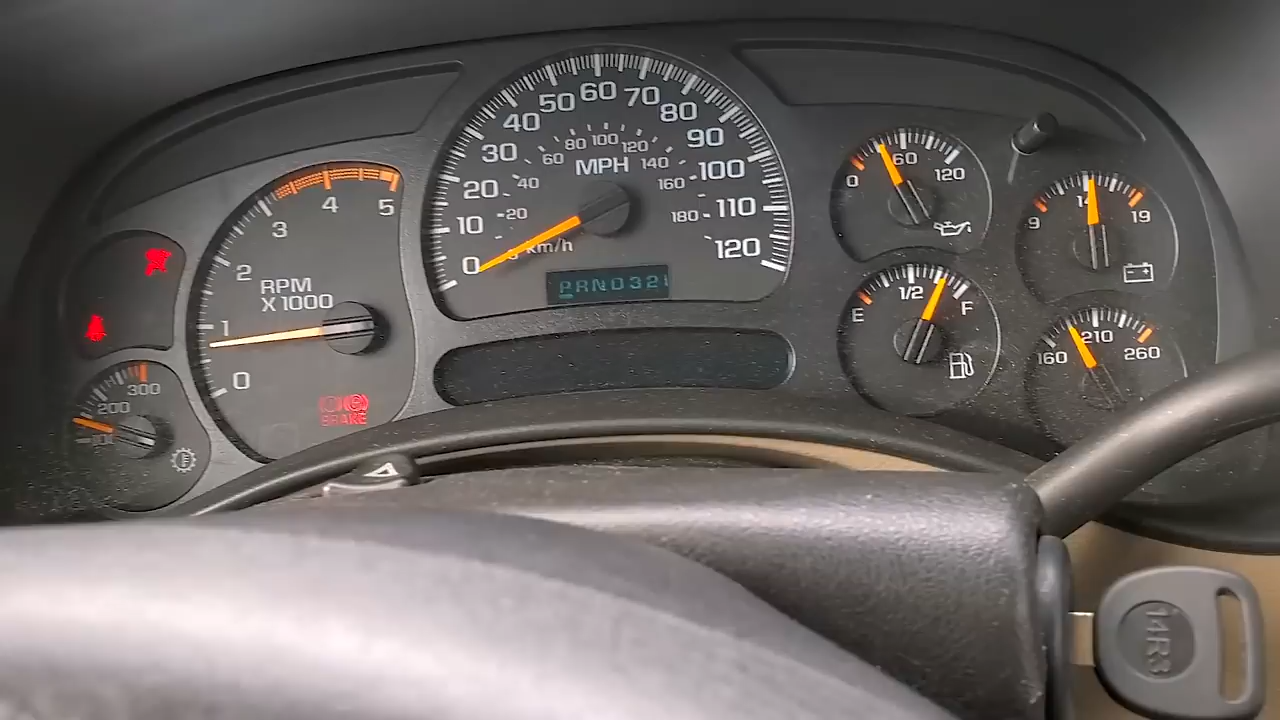 0 10 20 30 40 50 60 70 80 90 100 110 120
20 40 60 80 100 120 140 160 180
MPH
km/h
PRND321
0 1 2 3 4 5
RPM
X1000
BRAKE
100 200 300
0 60 120
9 14 19
E 1/2 F
160 210 260
14R3